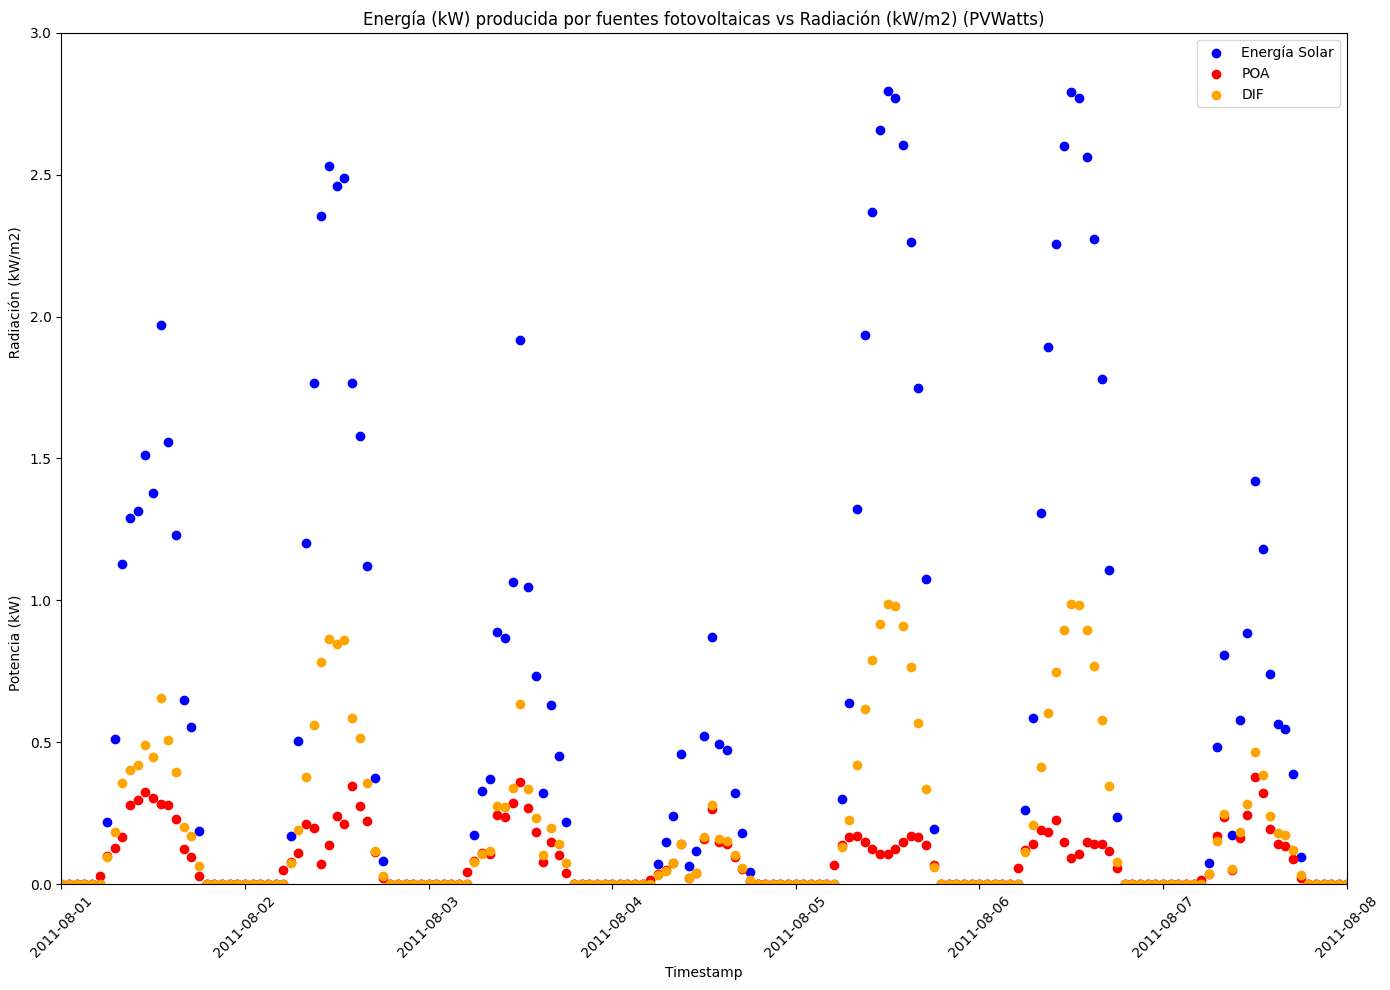 Energía (kW) producida por fuentes fotovoltaicas vs Radiación (kW/m2) (PVWatts)
Energía Solar
POA
DIF
3.0
2.5
2.0
1.5
1.0
0.5
0.0
Radiación (kW/m2)
Potencia (kW)
2011-08-01
2011-08-02
2011-08-03
2011-08-04
2011-08-05
2011-08-06
2011-08-07
2011-08-08
Timestamp